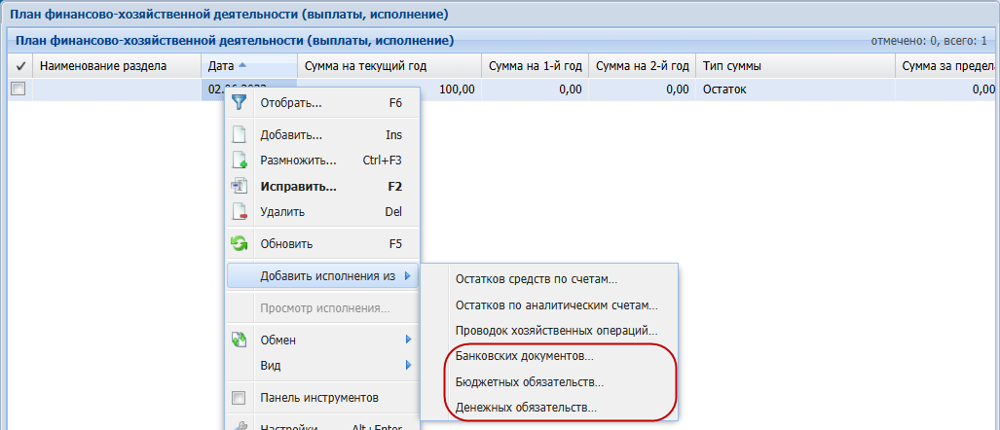 План финансово-хозяйственной деятельности (выплаты, исполнение)
План финансово-хозяйственной деятельности (выплаты, исполнение) отмечено: 0, всего: 1
Наименование раздела Дата Сумма на текущий год Сумма на 1-й год Сумма на 2-й год Тип суммы Сумма за предела
100,00 0,00 0,00 Остаток 0,00
Отобрать... F6
Добавить... Ins
Размножить... Ctrl+F3
Исправить... F2
Удалить Del
Обновить F5
Добавить исполнения из
Просмотр исполнения...
Обмен
Вид
Панель инструментов
Настройки Alt+Enter
Остатков средств по счетам...
Остатков по аналитическим счетам...
Проводок хозяйственных операций...
Банковских документов...
Бюджетных обязательств...
Денежных обязательств...